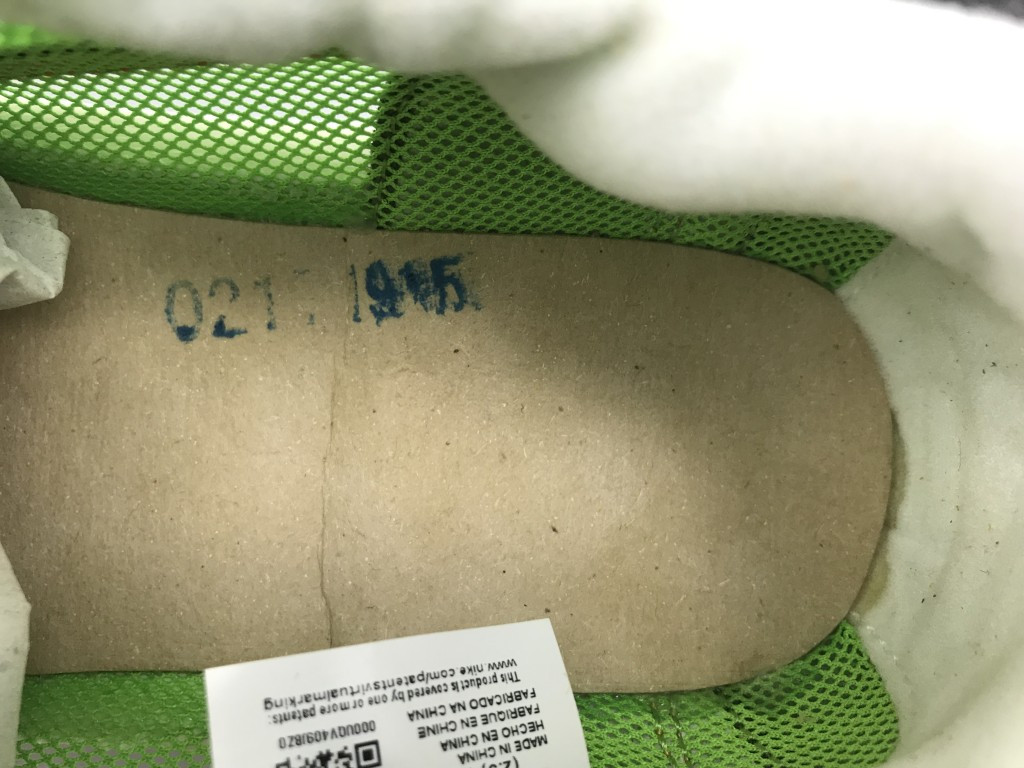 021
MADE IN CHINA
HECHO EN CHINA
FABRIQUE EN CHINE
FABRICADO NA CHINA
This product is covered by one or more patents:
www.nike.com/patentsvirtualmarking